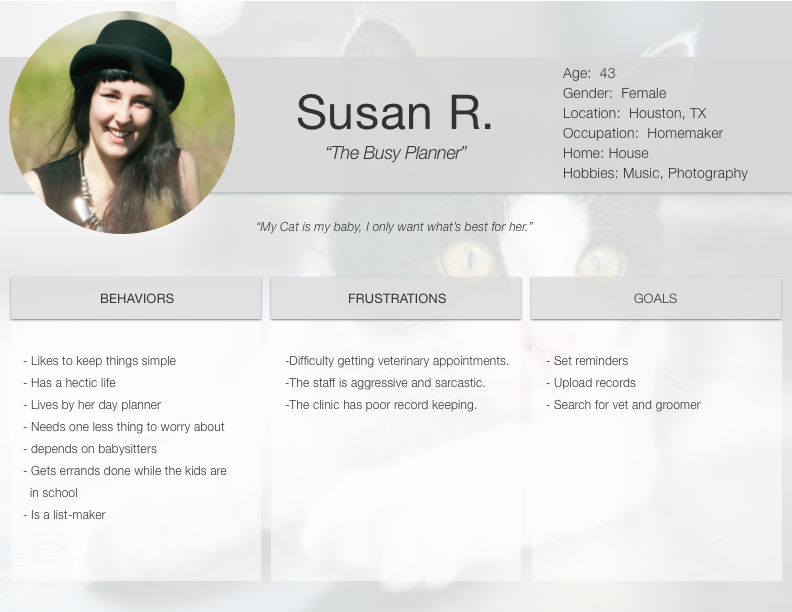 Susan R.
“The Busy Planner”
Age:  43
Gender:  Female
Location:  Houston, TX
Occupation:  Homemaker
Home: House
Hobbies: Music, Photography
“My Cat is my baby, I only want what’s best for her.”
BEHAVIORS
- Likes to keep things simple
- Has a hectic life
- Lives by her day planner
- Needs one less thing to worry about
- depends on babysitters
- Gets errands done while the kids are
in school
- Is a list-maker
FRUSTRATIONS
-Difficulty getting veterinary appointments.
-The staff is aggressive and sarcastic.
-The clinic has poor record keeping.
GOALS
- Set reminders
- Upload records
- Search for vet and groomer